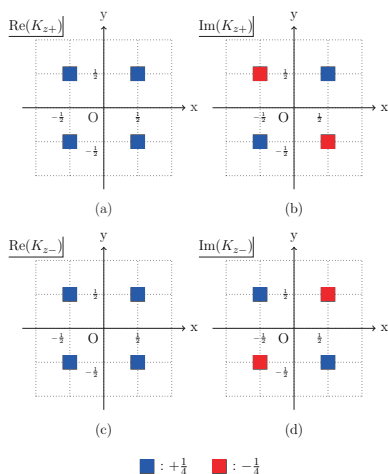 Re(K_{z+}) y Im(K_{z+}) y
1/2 1/2
x x
-1/2 O 1/2 -1/2 O 1/2
-1/2 -1/2
(a) (b)
Re(K_{z-}) y Im(K_{z-}) y
1/2 1/2
x x
-1/2 O 1/2 -1/2 O 1/2
-1/2 -1/2
(c) (d)
: +1/4 : -1/4